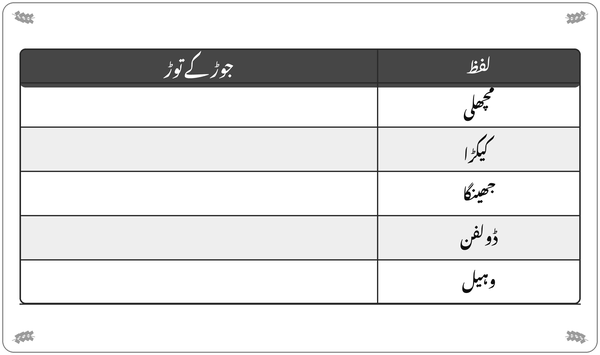 لفظ جوڑ کے توڑ
مچھلی
کیکڑا
جھینگا
ڈولفن
وہیل